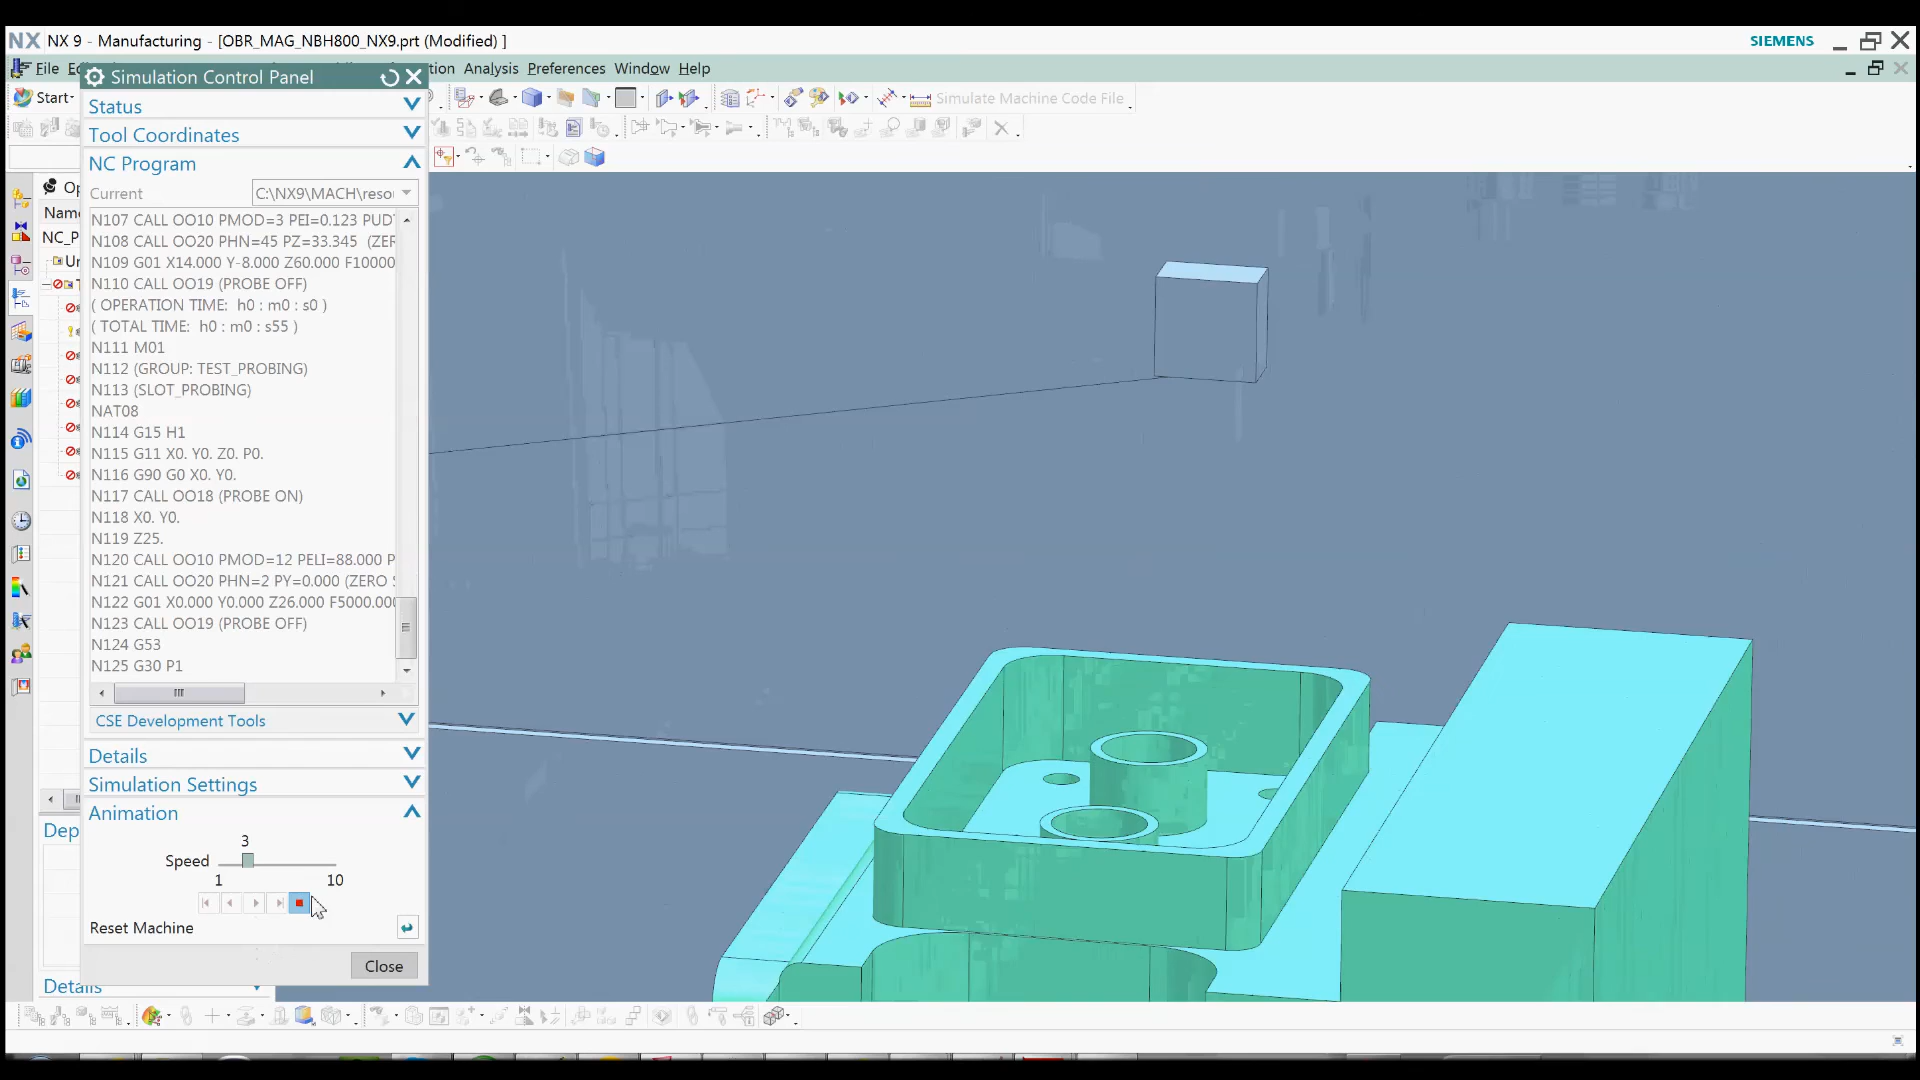 NX NX 9 - Manufacturing - [OBR_MAG_NBH800_NX9.prt (Modified) ] SIEMENS
File Analysis Preferences Window Help
Simulation Control Panel
Start
Simulate Machine Code File
Status
Tool Coordinates
NC Program
Current C:\NX9\MACH\reso
Name
NC_P
N107 CALL OO10 PMOD=3 PEI=0.123 PUD
N108 CALL OO20 PHN=45 PZ=33.345 (ZER
N109 G01 X14.000 Y-8.000 Z60.000 F10000
N110 CALL OO19 (PROBE OFF)
( OPERATION TIME: h0 : m0 : s0 )
( TOTAL TIME: h0 : m0 : s55 )
N111 M01
N112 (GROUP: TEST_PROBING)
N113 (SLOT_PROBING)
NAT08
N114 G15 H1
N115 G11 X0. Y0. Z0. P0.
N116 G90 G0 X0. Y0.
N117 CALL OO18 (PROBE ON)
N118 X0. Y0.
N119 Z25.
N120 CALL OO10 PMOD=12 PELI=88.000 P
N121 CALL OO20 PHN=2 PY=0.000 (ZERO S
N122 G01 X0.000 Y0.000 Z26.000 F5000.000
N123 CALL OO19 (PROBE OFF)
N124 G53
N125 G30 P1
CSE Development Tools
Details
Simulation Settings
Animation
Dep
3
Speed
1 10
Reset Machine
Close
Details